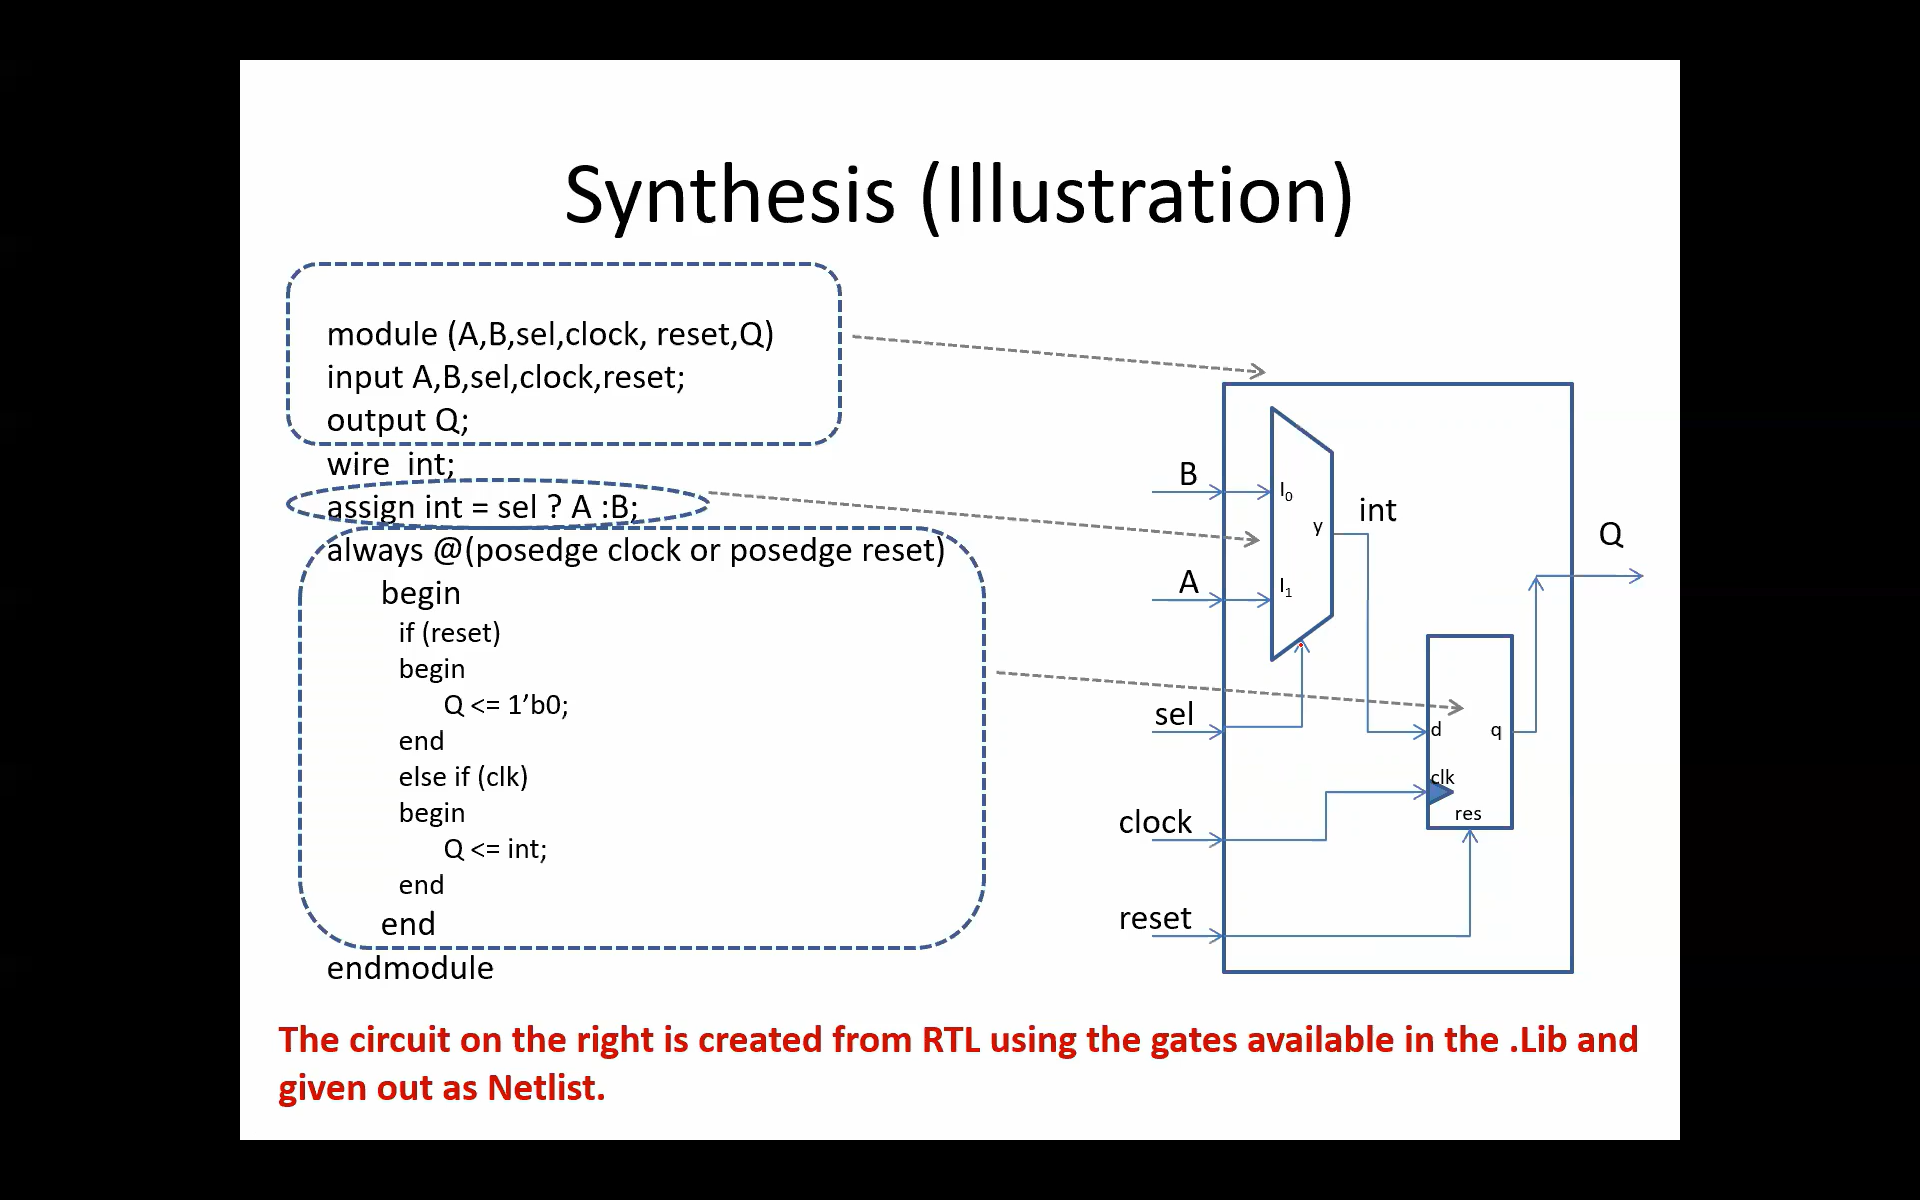 Synthesis (Illustration)
module (A,B,sel,clock, reset,Q)
input A,B,sel,clock,reset;
output Q;
wire  int;
assign int = sel ? A :B;
always @(posedge clock or posedge reset)
begin
if (reset)
begin
Q <= 1’b0;
end
else if (clk)
begin
Q <= int;
end
end
endmodule
B
I0
y
int
Q
A
I1
sel
d
q
clk
res
clock
reset
The circuit on the right is created from RTL using the gates available in the .Lib and
given out as Netlist.